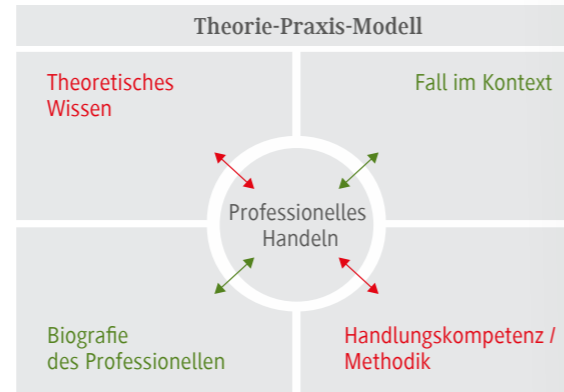 Theorie-Praxis-Modell
Theoretisches
Wissen
Fall im Kontext
Professionelles
Handeln
Biografie
des Professionellen
Handlungskompetenz /
Methodik